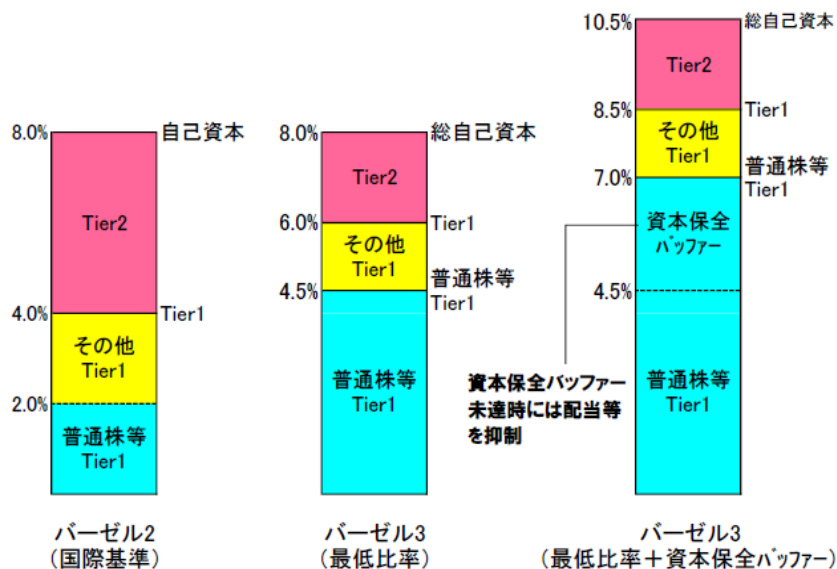 8.0%
自己資本
Tier2
4.0%
Tier1
その他
Tier1
2.0%
普通株等
Tier1
バーゼル2
(国際基準)
8.0%
総自己資本
Tier2
6.0%
Tier1
その他
Tier1
4.5%
普通株等
Tier1
普通株等
Tier1
バーゼル3
(最低比率)
10.5%
総自己資本
Tier2
8.5%
Tier1
その他
Tier1
7.0%
普通株等
Tier1
資本保全
バッファー
4.5%
普通株等
Tier1
資本保全バッファー
未達時には配当等
を抑制
バーゼル3
(最低比率+資本保全バッファー)